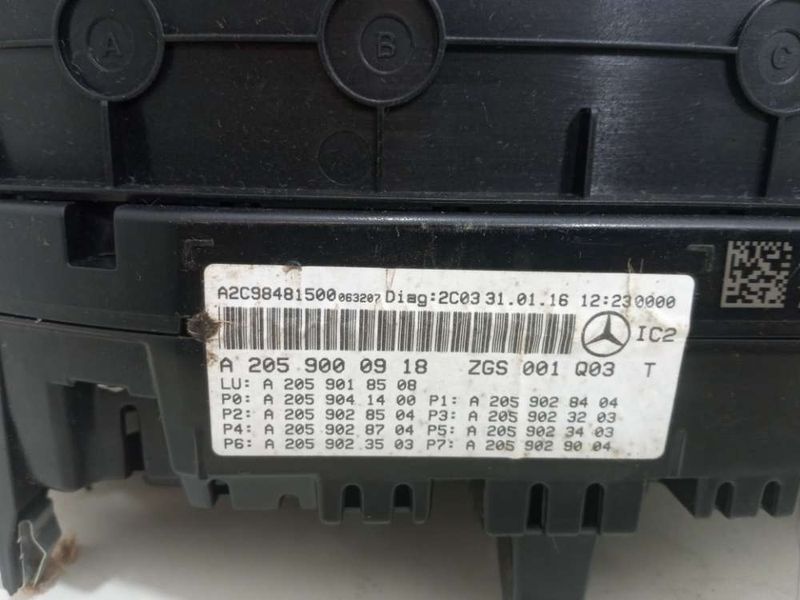 A B C
A2C98481500063207 Diag:2C03 31.01.16 12:230000
IC2
A 205 900 09 18 ZGS 001 Q03 T
LU: A 205 901 85 08
P0: A 205 904 14 00 P1: A 205 902 84 04
P2: A 205 902 85 04 P3: A 205 902 32 03
P4: A 205 902 87 04 P5: A 205 902 34 03
P6: A 205 902 35 03 P7: A 205 902 90 04